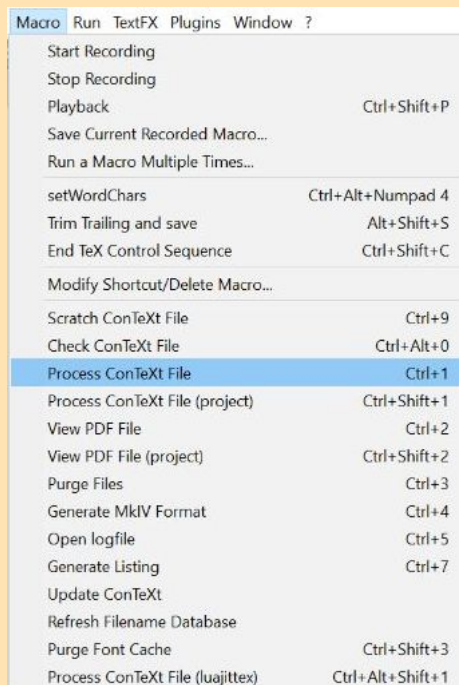 Macro Run TextFX Plugins Window ?
Start Recording
Stop Recording
Playback Ctrl+Shift+P
Save Current Recorded Macro...
Run a Macro Multiple Times...
setWordChars Ctrl+Alt+Numpad 4
Trim Trailing and save Alt+Shift+S
End TeX Control Sequence Ctrl+Shift+C
Modify Shortcut/Delete Macro...
Scratch ConTeXt File Ctrl+9
Check ConTeXt File Ctrl+Alt+0
Process ConTeXt File Ctrl+1
Process ConTeXt File (project) Ctrl+Shift+1
View PDF File Ctrl+2
View PDF File (project) Ctrl+Shift+2
Purge Files Ctrl+3
Generate MkIV Format Ctrl+4
Open logfile Ctrl+5
Generate Listing Ctrl+7
Update ConTeXt
Refresh Filename Database
Purge Font Cache Ctrl+Shift+3
Process ConTeXt File (luajittex) Ctrl+Alt+Shift+1